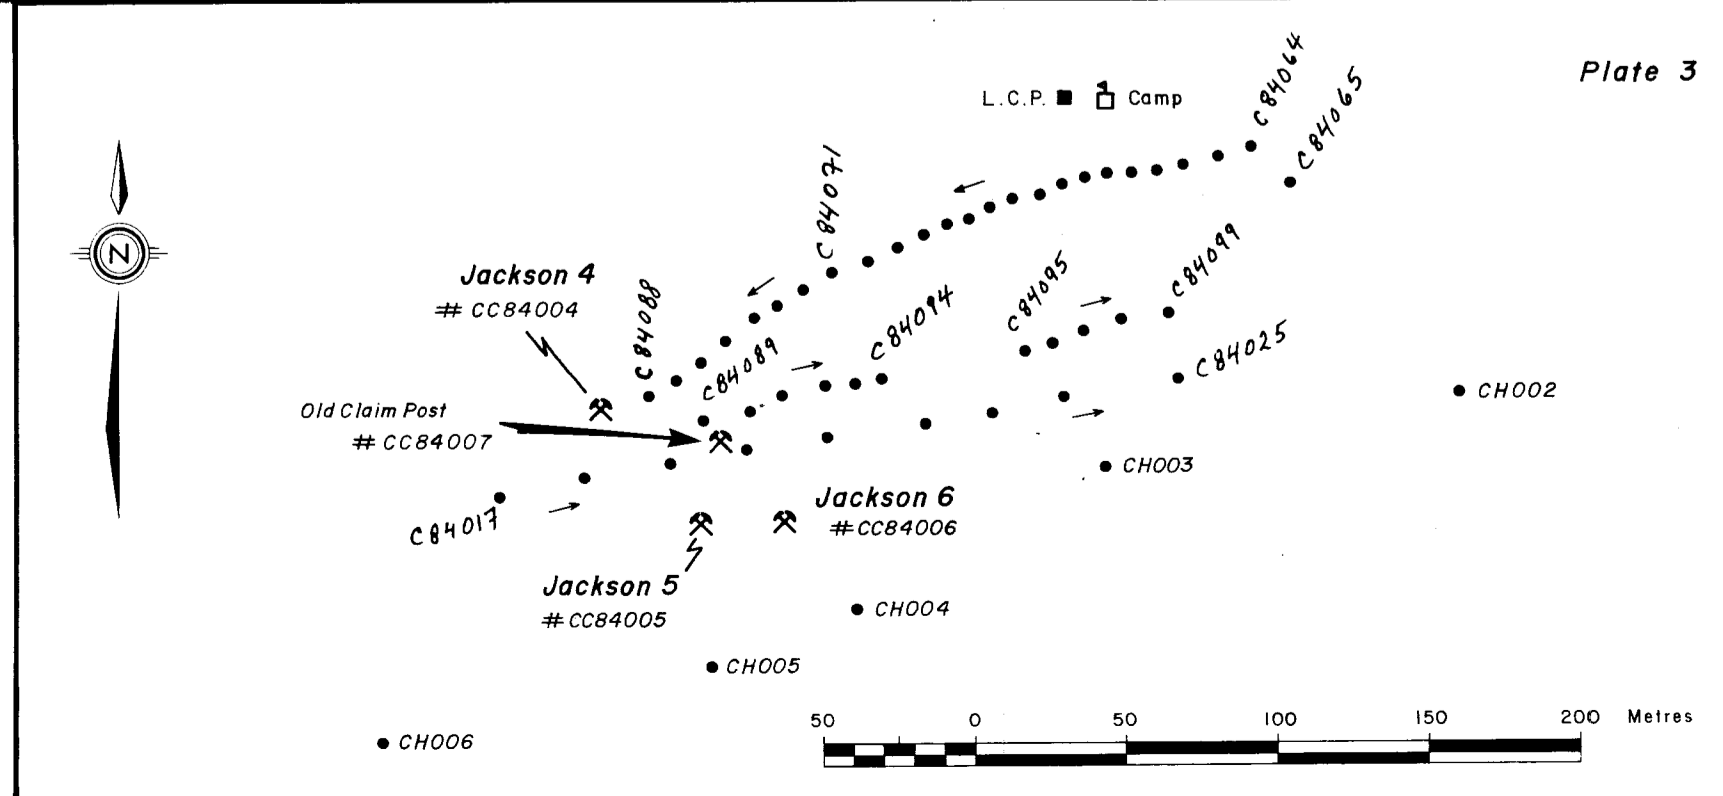 Plate 3
L.C.P. Camp
C84064
C84065
C84071
N
Jackson 4
# CC84004
C84088
C84089
C84094
C84095
C84099
C84025
Old Claim Post
# CC84007
CH002
CH003
C84017
Jackson 6
# CC84006
Jackson 5
# CC84005
CH004
CH005
CH006
50 0 50 100 150 200 Metres